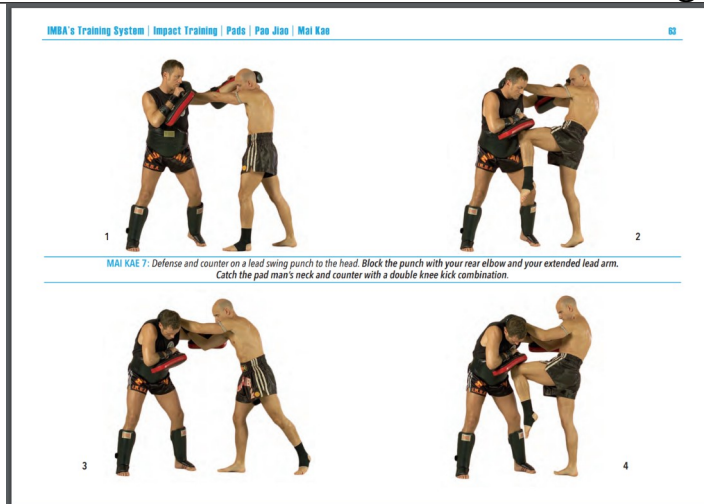 IMBA's Training System | Impact Training | Pads | Pao Jiao | Mai Kae
63
1
2
MAI KAE 7: Defense and counter on a lead swing punch to the head. Block the punch with your rear elbow and your extended lead arm.
Catch the pad man's neck and counter with a double knee kick combination.
3
4